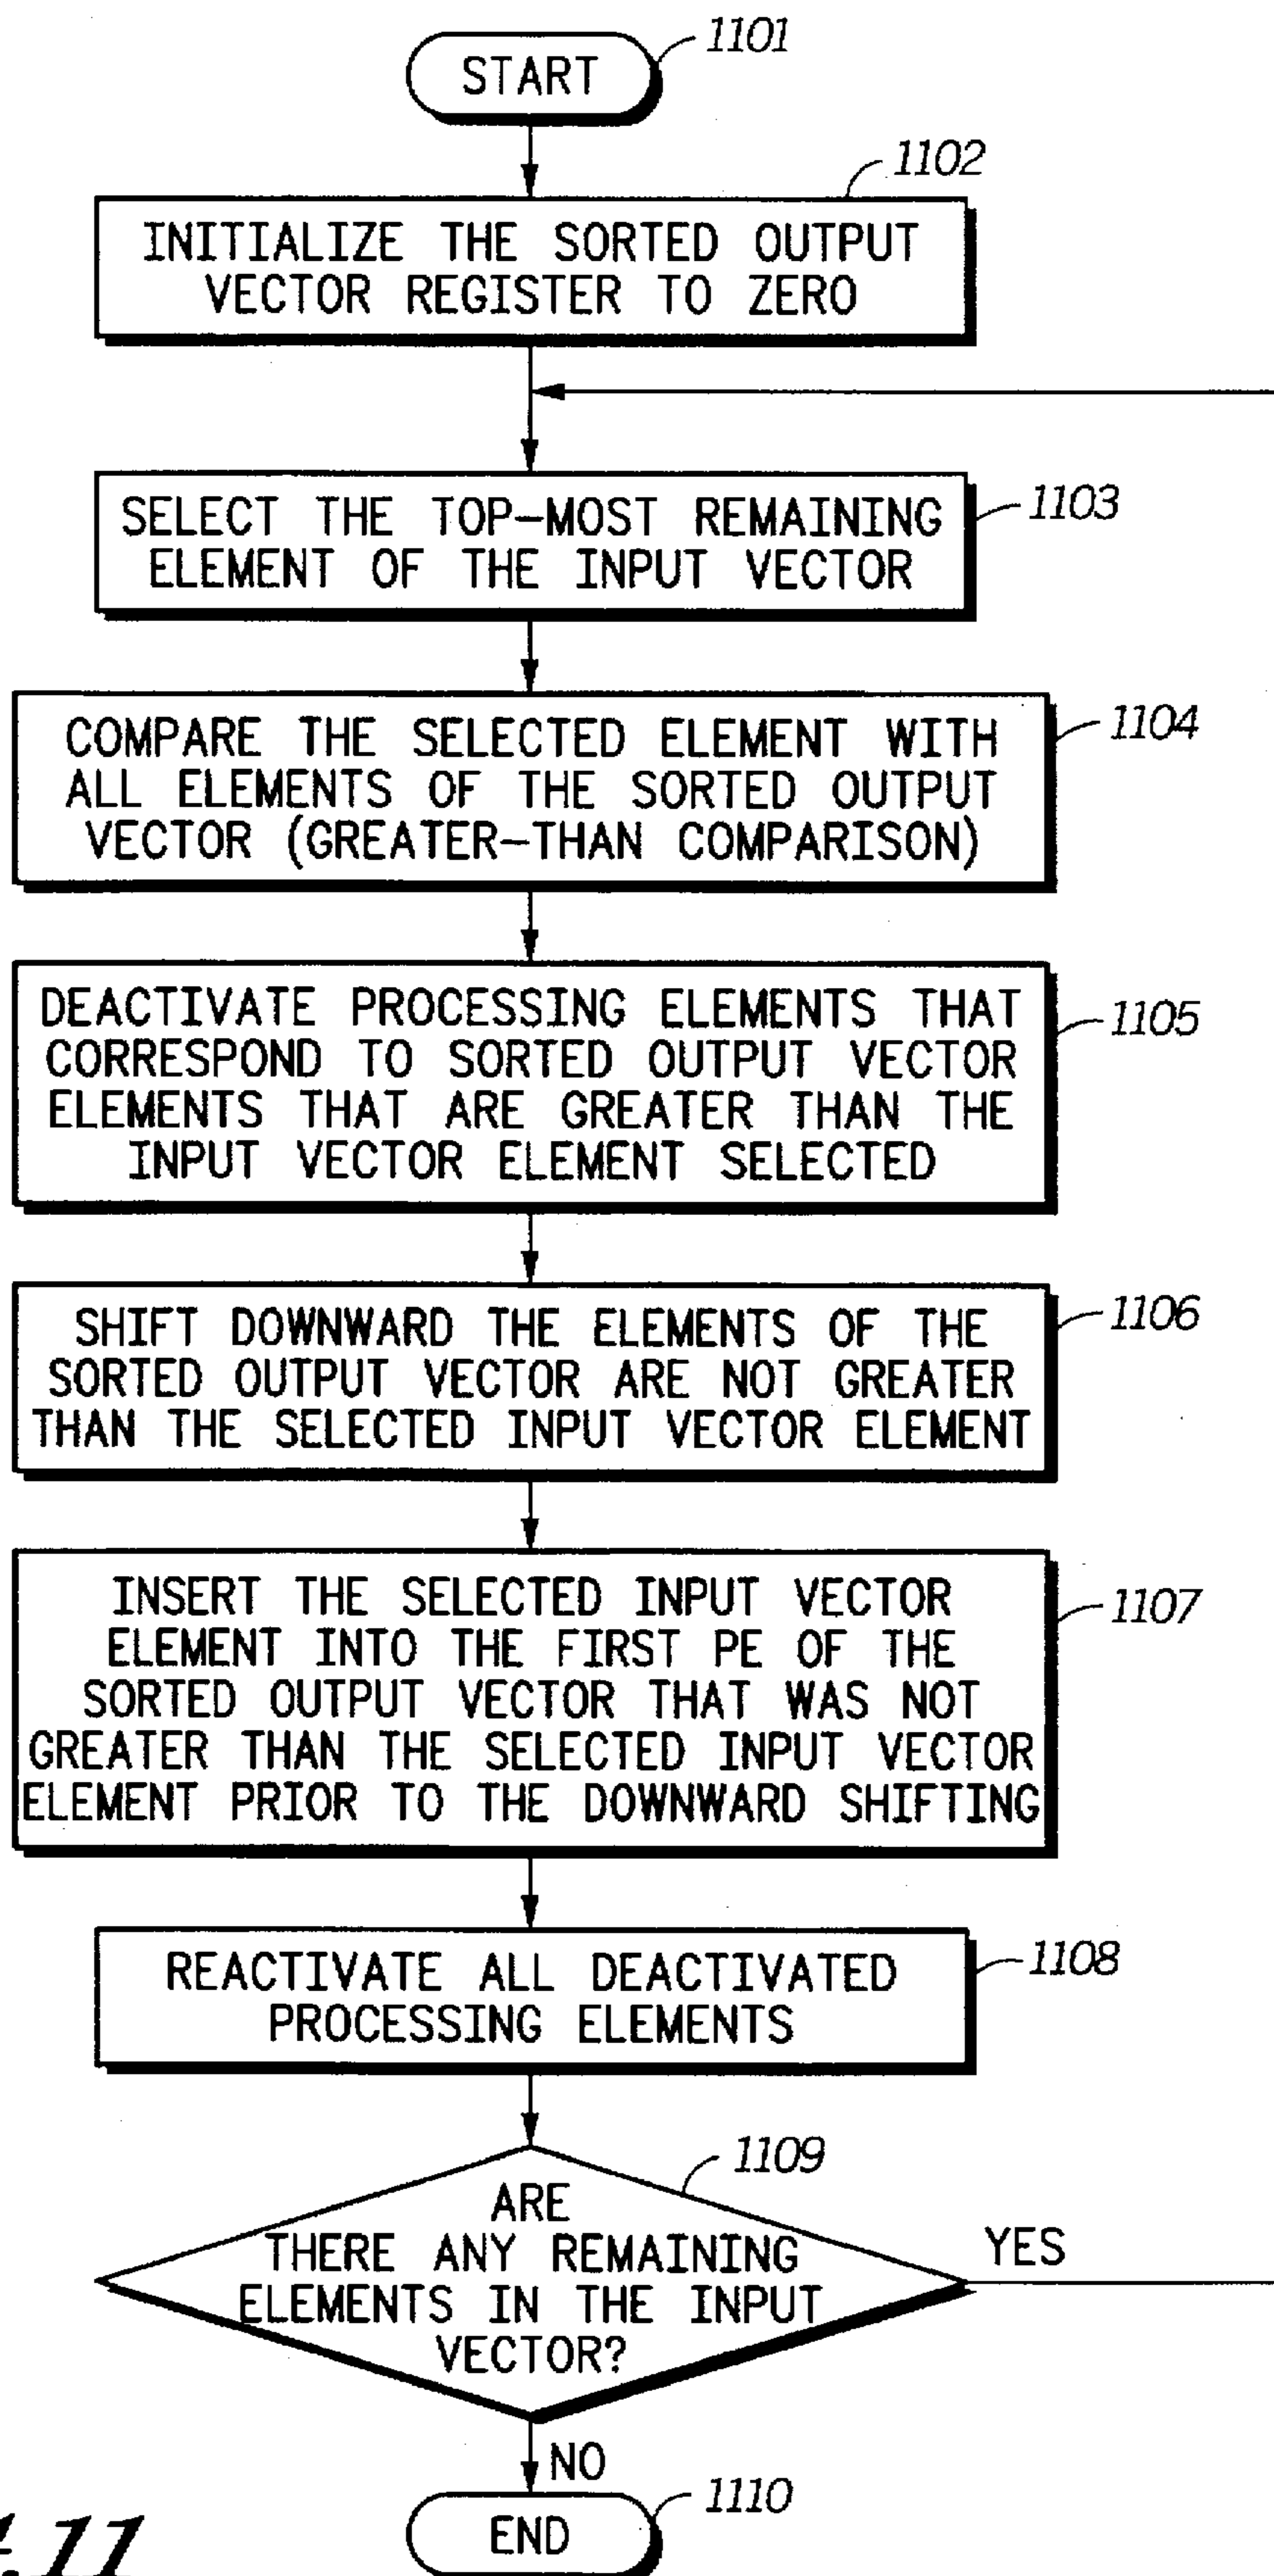 START
1101
1102
INITIALIZE THE SORTED OUTPUT
VECTOR REGISTER TO ZERO
SELECT THE TOP-MOST REMAINING
ELEMENT OF THE INPUT VECTOR
1103
COMPARE THE SELECTED ELEMENT WITH
ALL ELEMENTS OF THE SORTED OUTPUT
VECTOR (GREATER-THAN COMPARISON)
1104
DEACTIVATE PROCESSING ELEMENTS THAT
CORRESPOND TO SORTED OUTPUT VECTOR
ELEMENTS THAT ARE GREATER THAN THE
INPUT VECTOR ELEMENT SELECTED
1105
SHIFT DOWNWARD THE ELEMENTS OF THE
SORTED OUTPUT VECTOR ARE NOT GREATER
THAN THE SELECTED INPUT VECTOR ELEMENT
1106
INSERT THE SELECTED INPUT VECTOR
ELEMENT INTO THE FIRST PE OF THE
SORTED OUTPUT VECTOR THAT WAS NOT
GREATER THAN THE SELECTED INPUT VECTOR
ELEMENT PRIOR TO THE DOWNWARD SHIFTING
1107
REACTIVATE ALL DEACTIVATED
PROCESSING ELEMENTS
1108
1109
ARE
THERE ANY REMAINING
ELEMENTS IN THE INPUT
VECTOR?
YES
NO
END
1110
.11